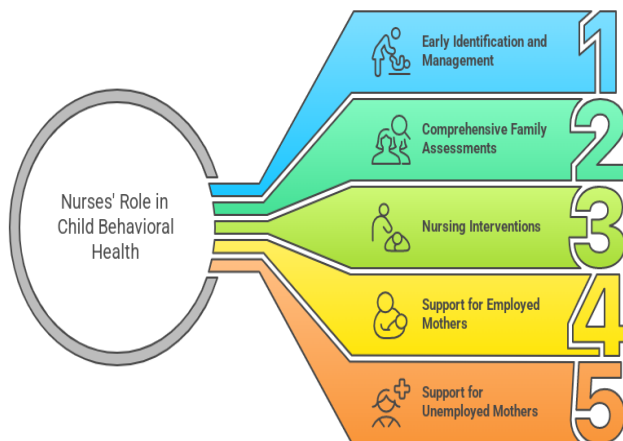 Nurses' Role in
Child Behavioral
Health
Early Identification and
Management
1
Comprehensive Family
Assessments
2
Nursing Interventions
3
Support for Employed
Mothers
4
Support for
Unemployed Mothers
5